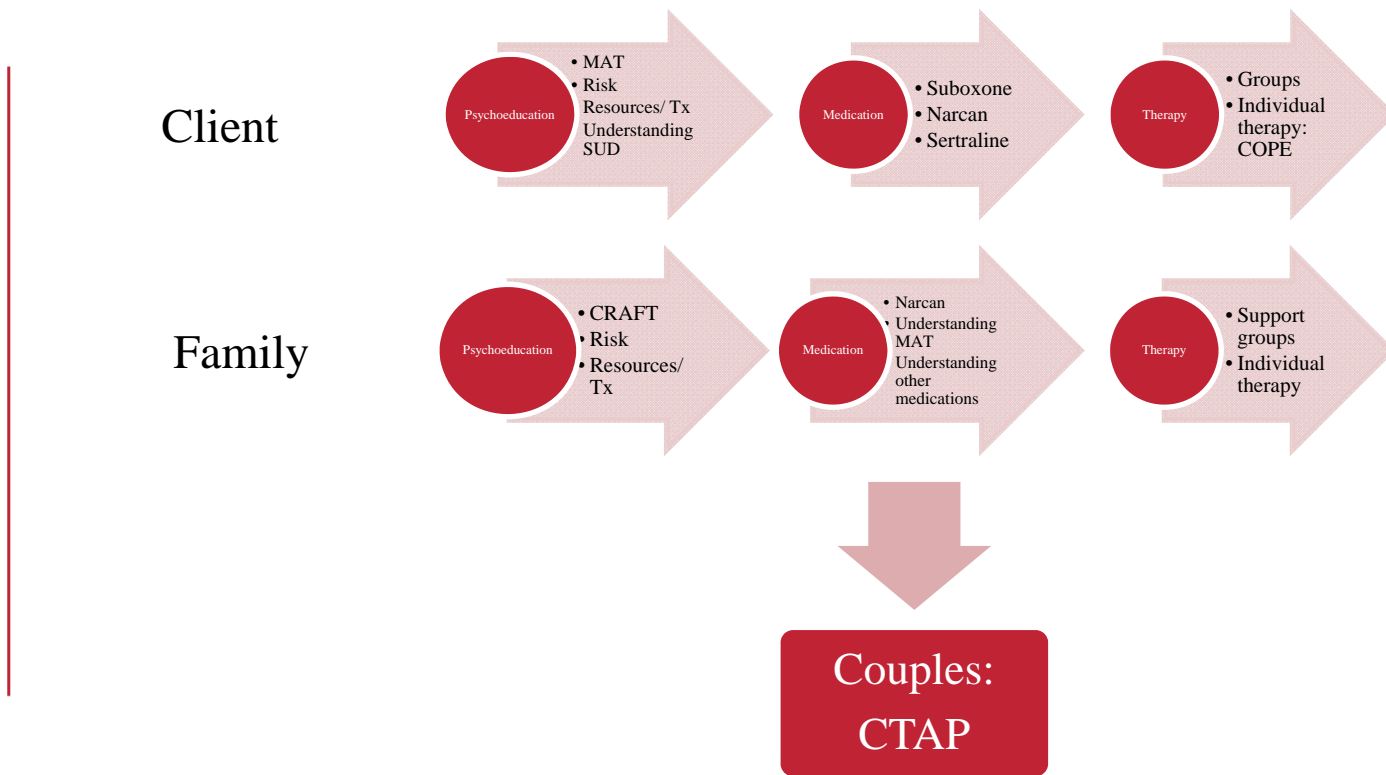 Client
Psychoeducation
• MAT
• Risk
Resources/ Tx
Understanding
SUD
Medication
• Suboxone
• Narcan
• Sertraline
Therapy
• Groups
• Individual
therapy:
COPE
Family
Psychoeducation
• CRAFT
• Risk
• Resources/
Tx
Medication
• Narcan
• Understanding
MAT
Understanding
other
medications
Therapy
• Support
groups
• Individual
therapy
Couples:
CTAP